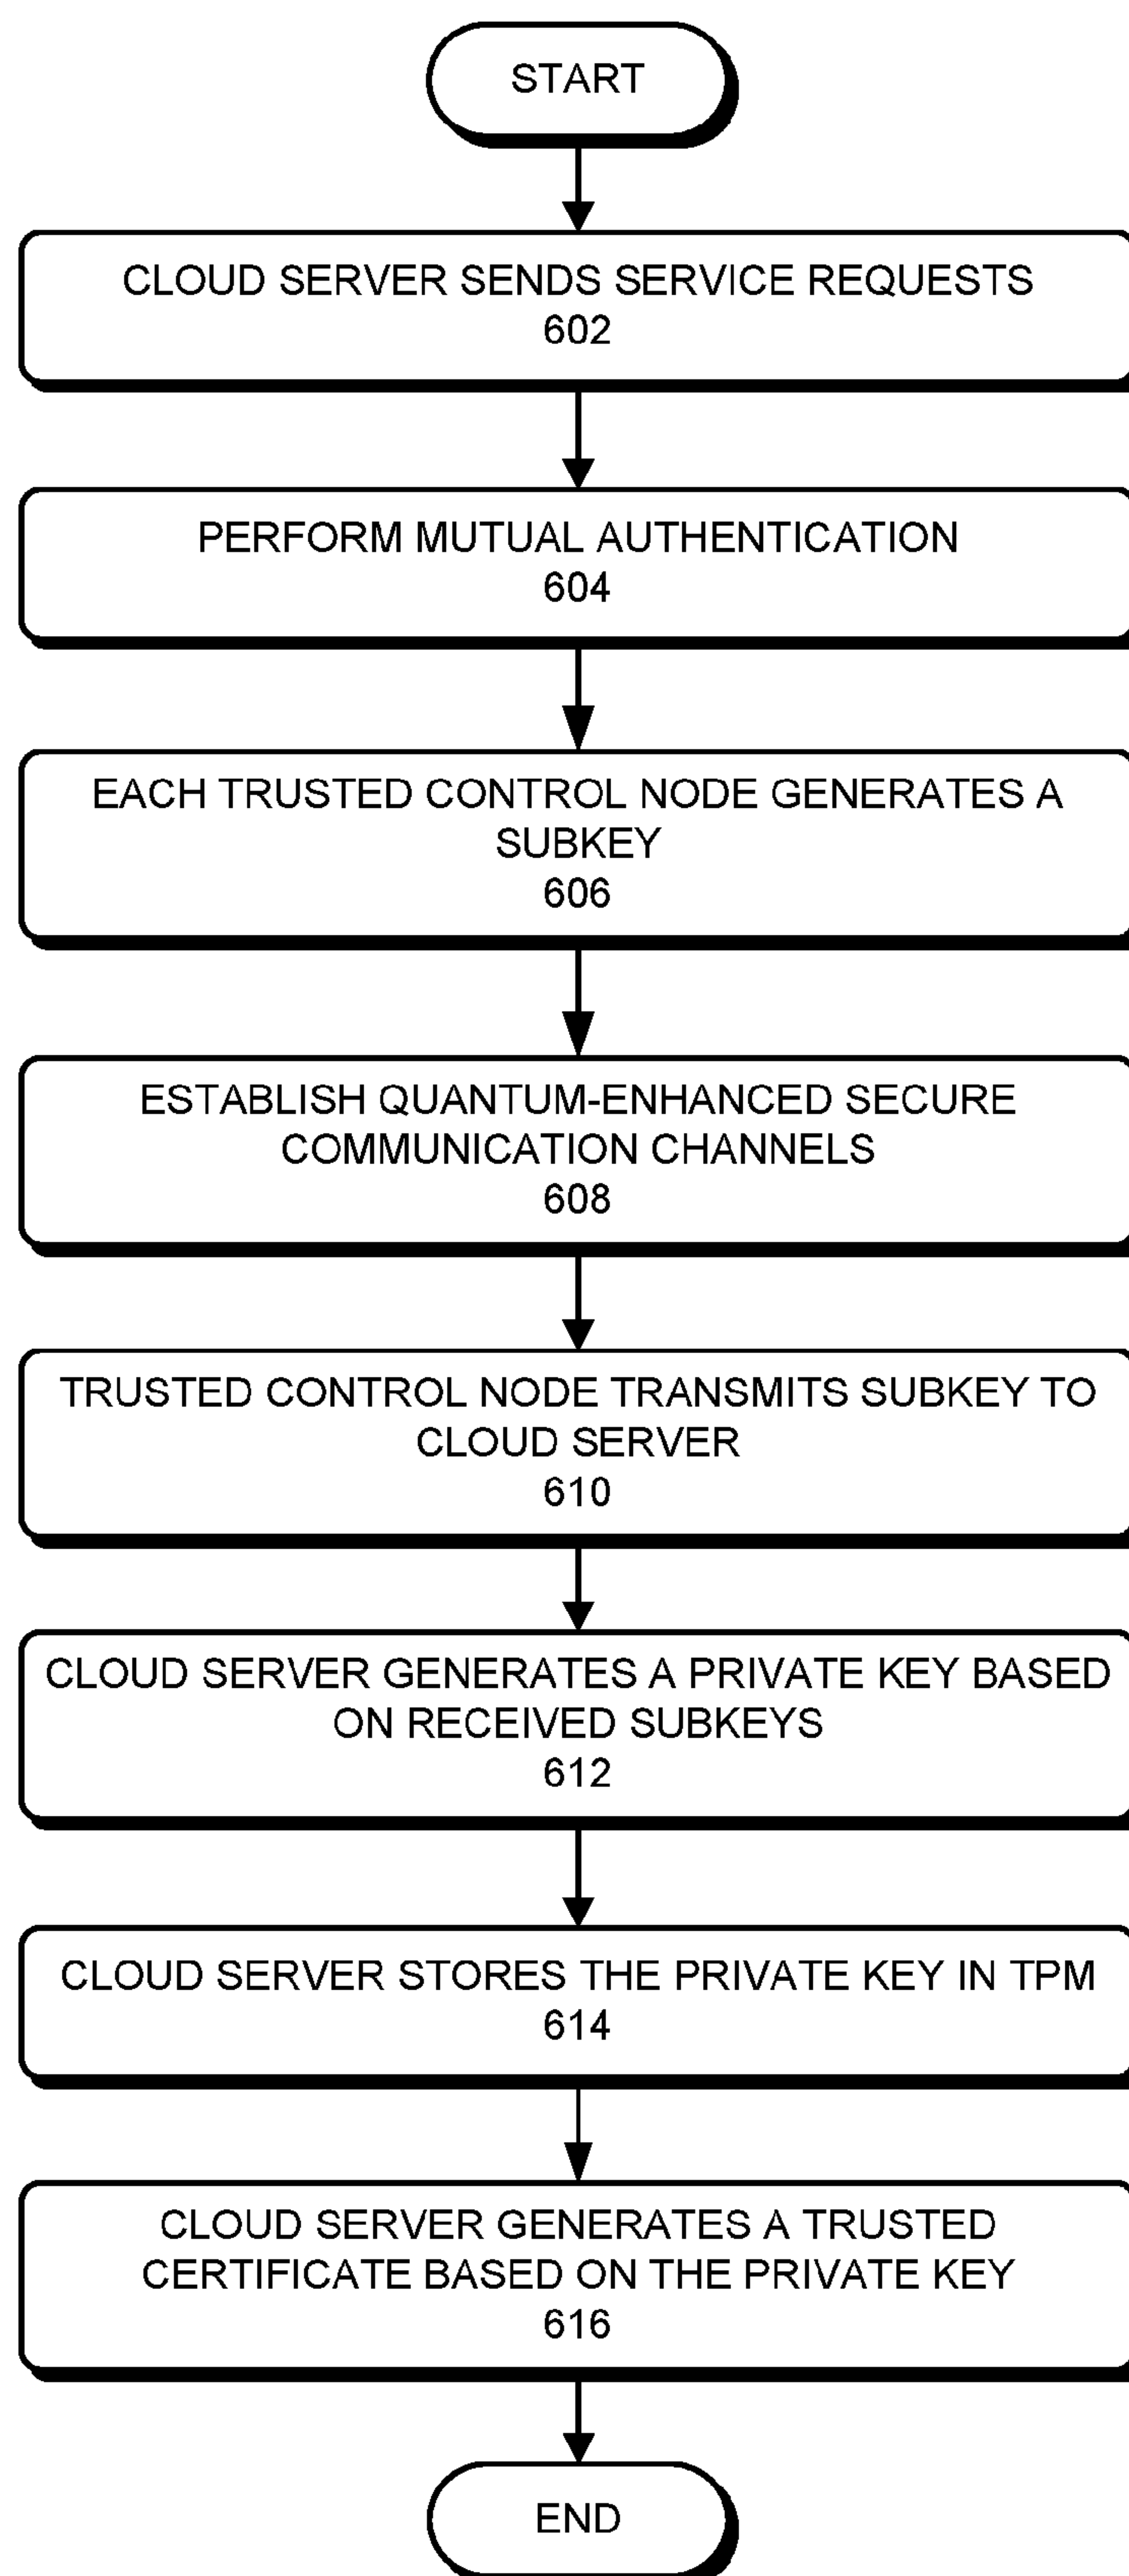 START
CLOUD SERVER SENDS SERVICE REQUESTS
602
PERFORM MUTUAL AUTHENTICATION
604
EACH TRUSTED CONTROL NODE GENERATES A
SUBKEY
606
ESTABLISH QUANTUM-ENHANCED SECURE
COMMUNICATION CHANNELS
608
TRUSTED CONTROL NODE TRANSMITS SUBKEY TO
CLOUD SERVER
610
CLOUD SERVER GENERATES A PRIVATE KEY BASED
ON RECEIVED SUBKEYS
612
CLOUD SERVER STORES THE PRIVATE KEY IN TPM
614
CLOUD SERVER GENERATES A TRUSTED
CERTIFICATE BASED ON THE PRIVATE KEY
616
END